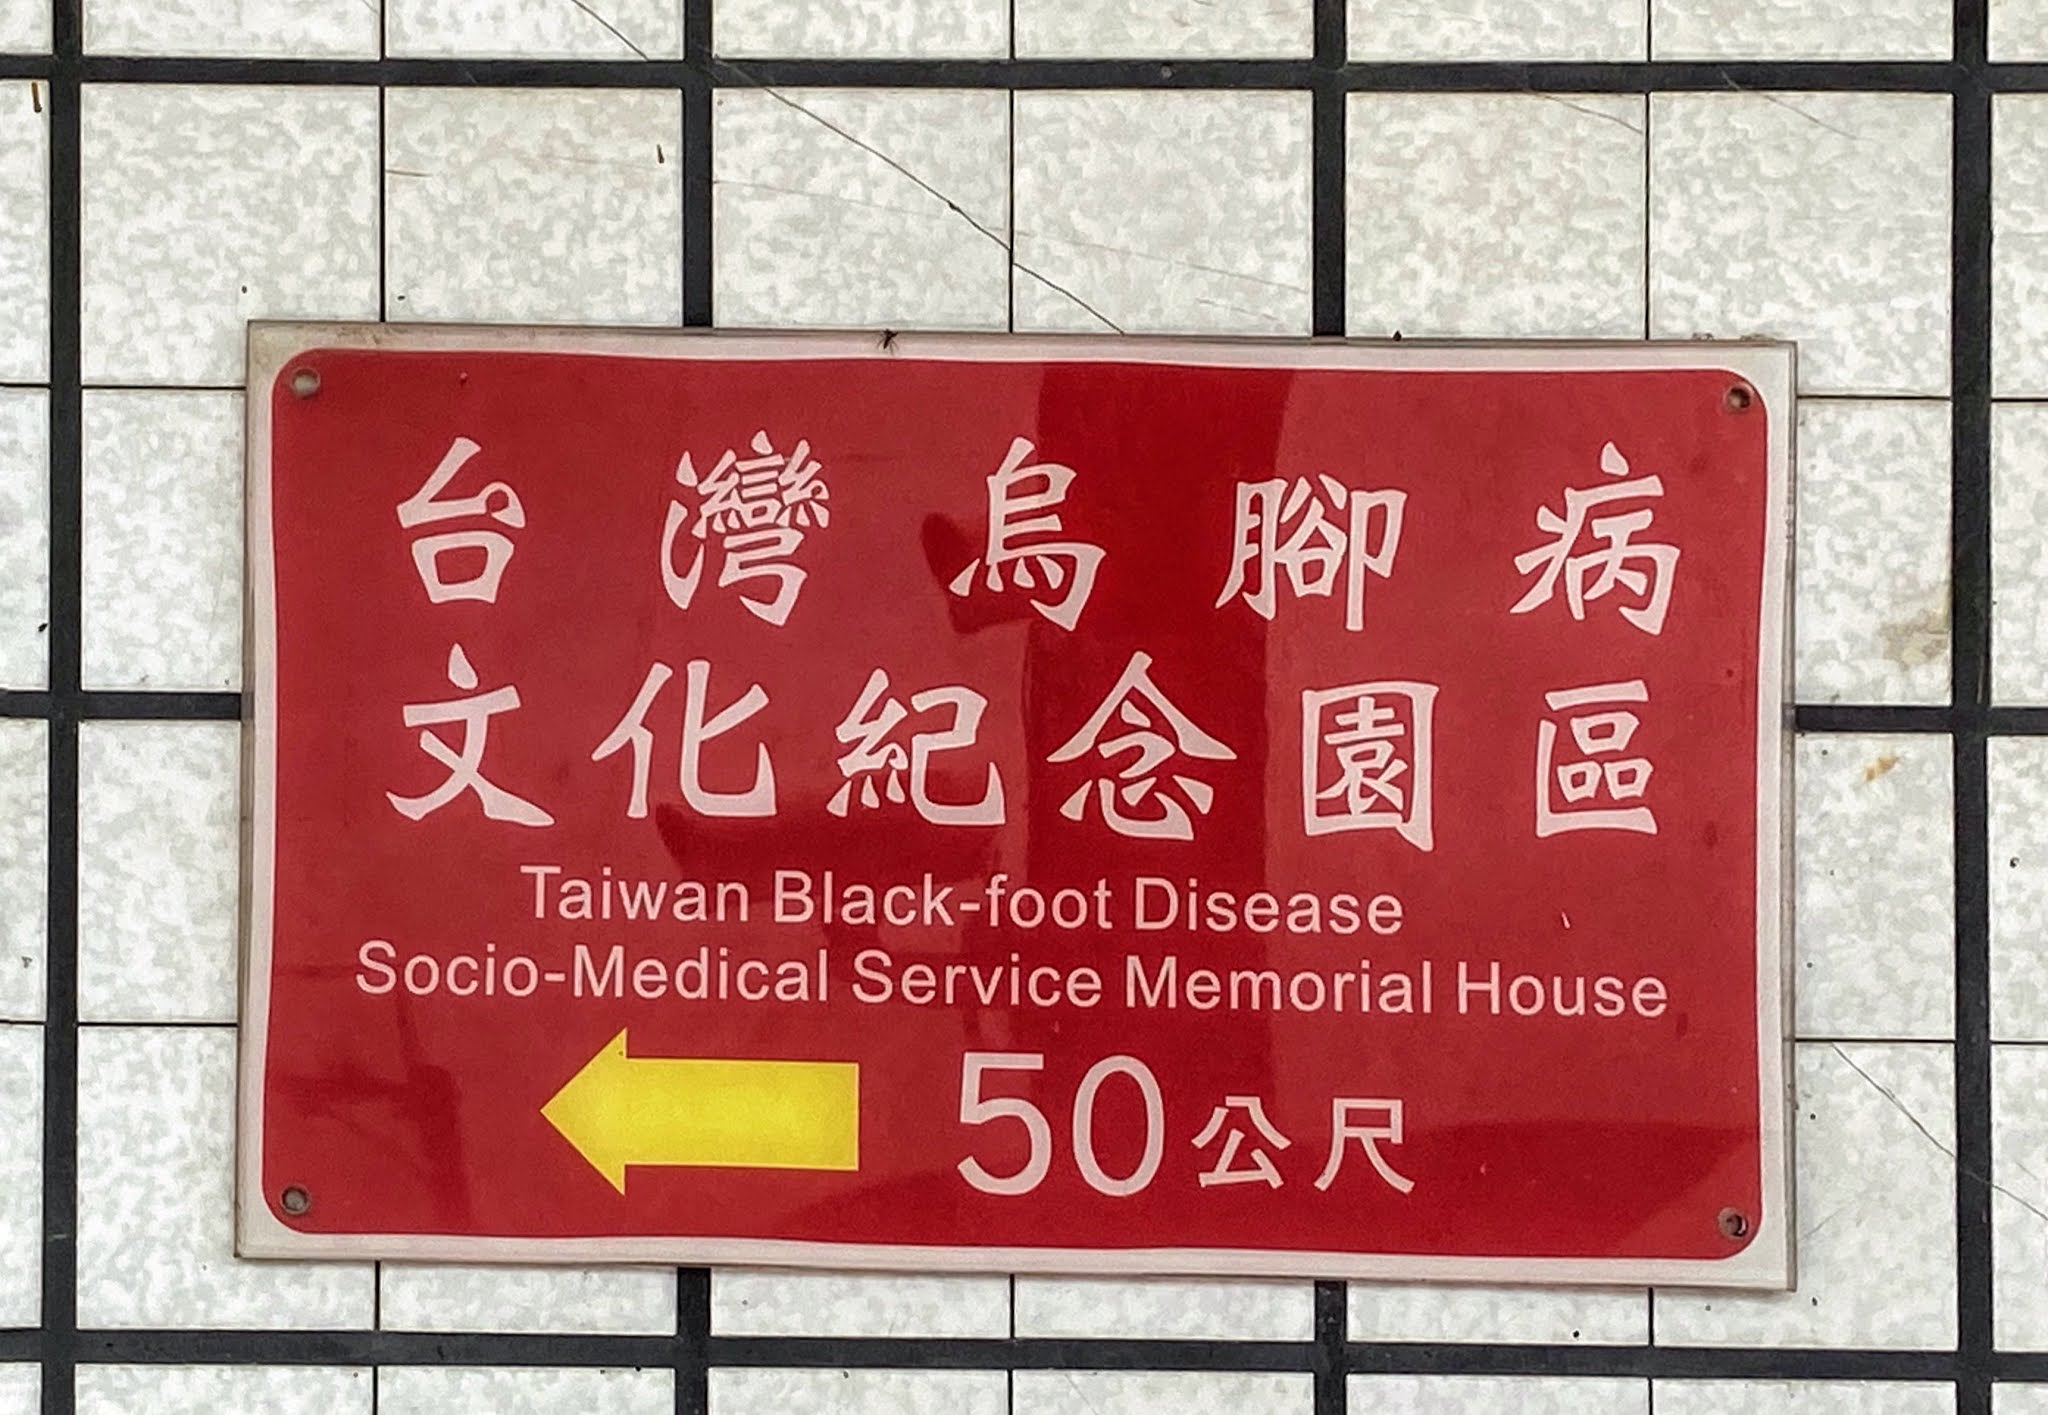 台灣烏腳病
文化紀念園區
Taiwan Black-foot Disease
Socio-Medical Service Memorial House
50公尺